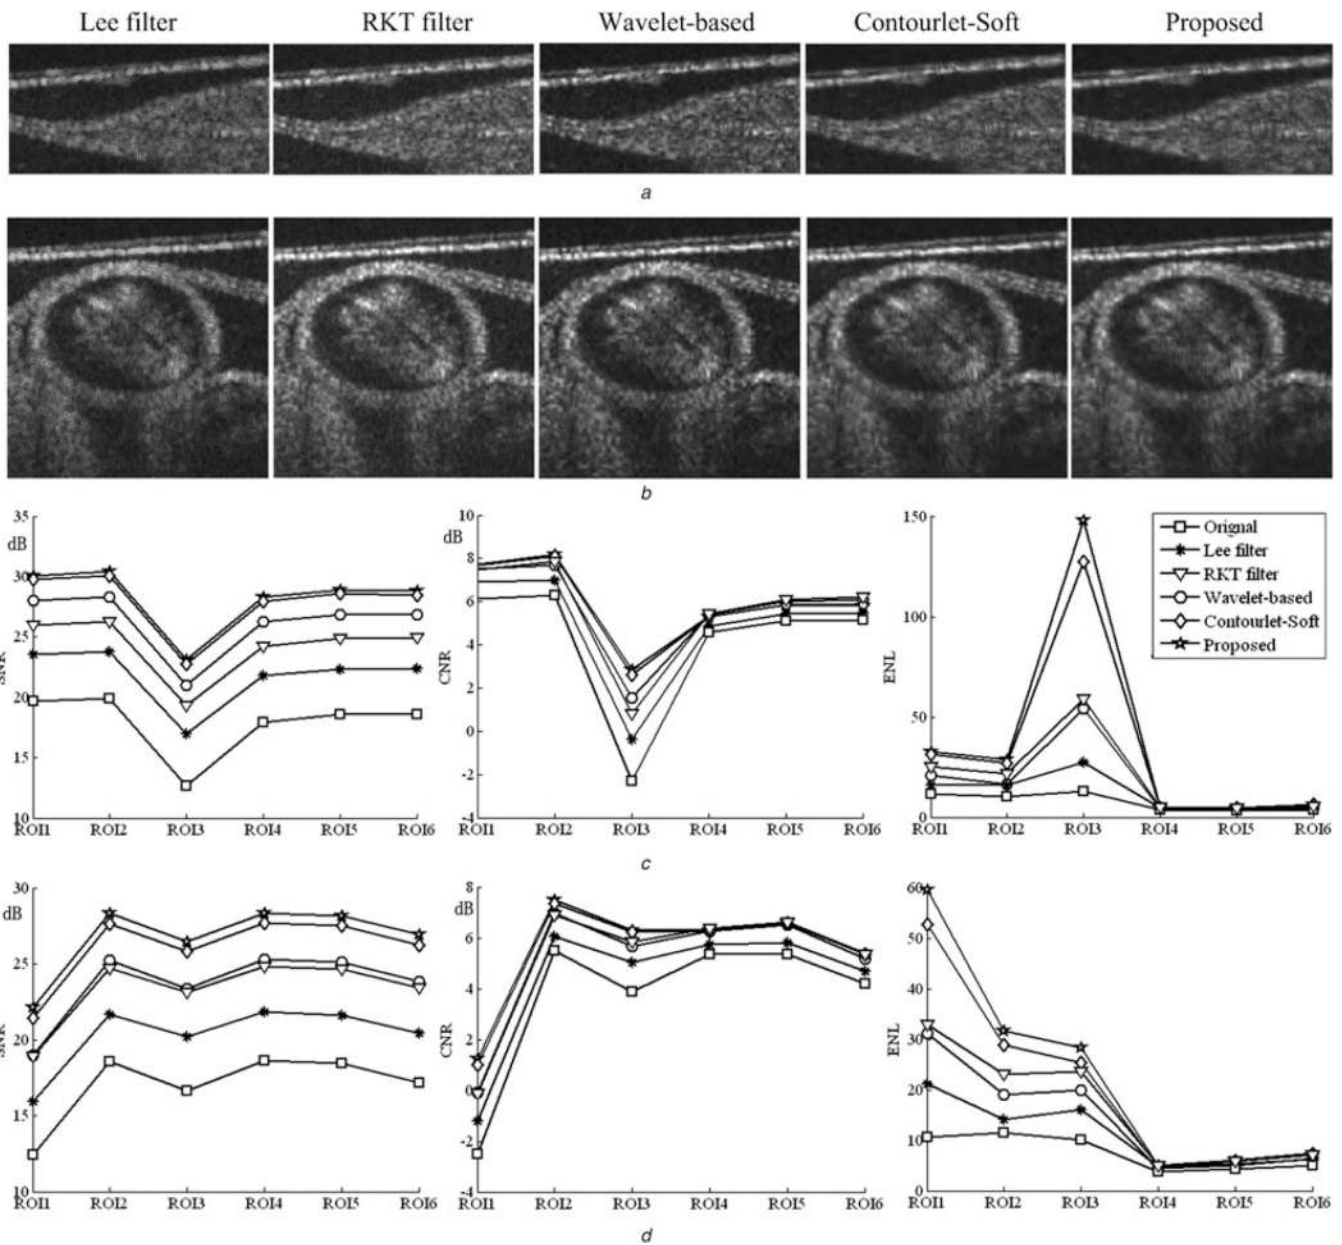 Lee filter RKT filter Wavelet-based Contourlet-Soft Proposed
a
b
35
dB
30
25
SNR
20
15
10
ROI1 ROI2 ROI3 ROI4 ROI5 ROI6
10
dB
8
6
4
CNR
2
0
-2
-4
ROI1 ROI2 ROI3 ROI4 ROI5 ROI6
150
100
ENL
50
0
ROI1 ROI2 ROI3 ROI4 ROI5 ROI6
Orignal
Lee filter
RKT filter
Wavelet-based
Contourlet-Soft
Proposed
c
30
dB
25
SNR
20
15
10
ROI1 ROI2 ROI3 ROI4 ROI5 ROI6
8
dB
6
4
CNR
2
0
-2
-4
ROI1 ROI2 ROI3 ROI4 ROI5 ROI6
60
50
40
ENL
30
20
10
0
ROI1 ROI2 ROI3 ROI4 ROI5 ROI6
d